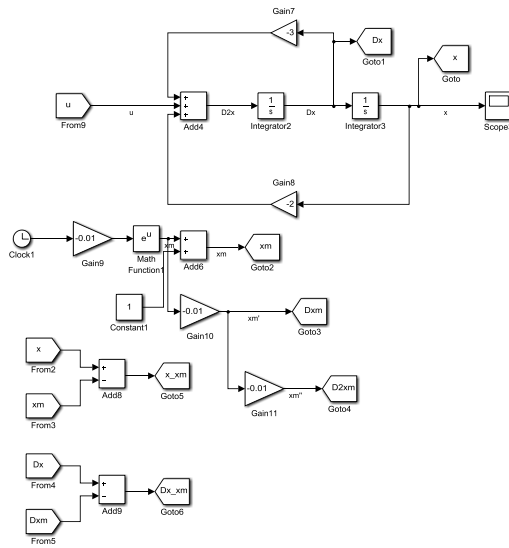 Gain7
-3
Dx
Goto1
x
Goto
u
From9
u
+
+
+
Add4
D2x
1
s
Integrator2
Dx
1
s
Integrator3
x
Scope
Gain8
-2
Clock1
-0.01
Gain9
e^u
Math
Function1
xm
+
+
Add6
xm
xm
Goto2
1
Constant1
-0.01
Gain10
xm'
Dxm
Goto3
x
From2
xm
From3
+
−
Add8
x_xm
Goto5
-0.01
Gain11
xm''
D2xm
Goto4
Dx
From4
Dxm
From5
+
−
Add9
Dx_xm
Goto6